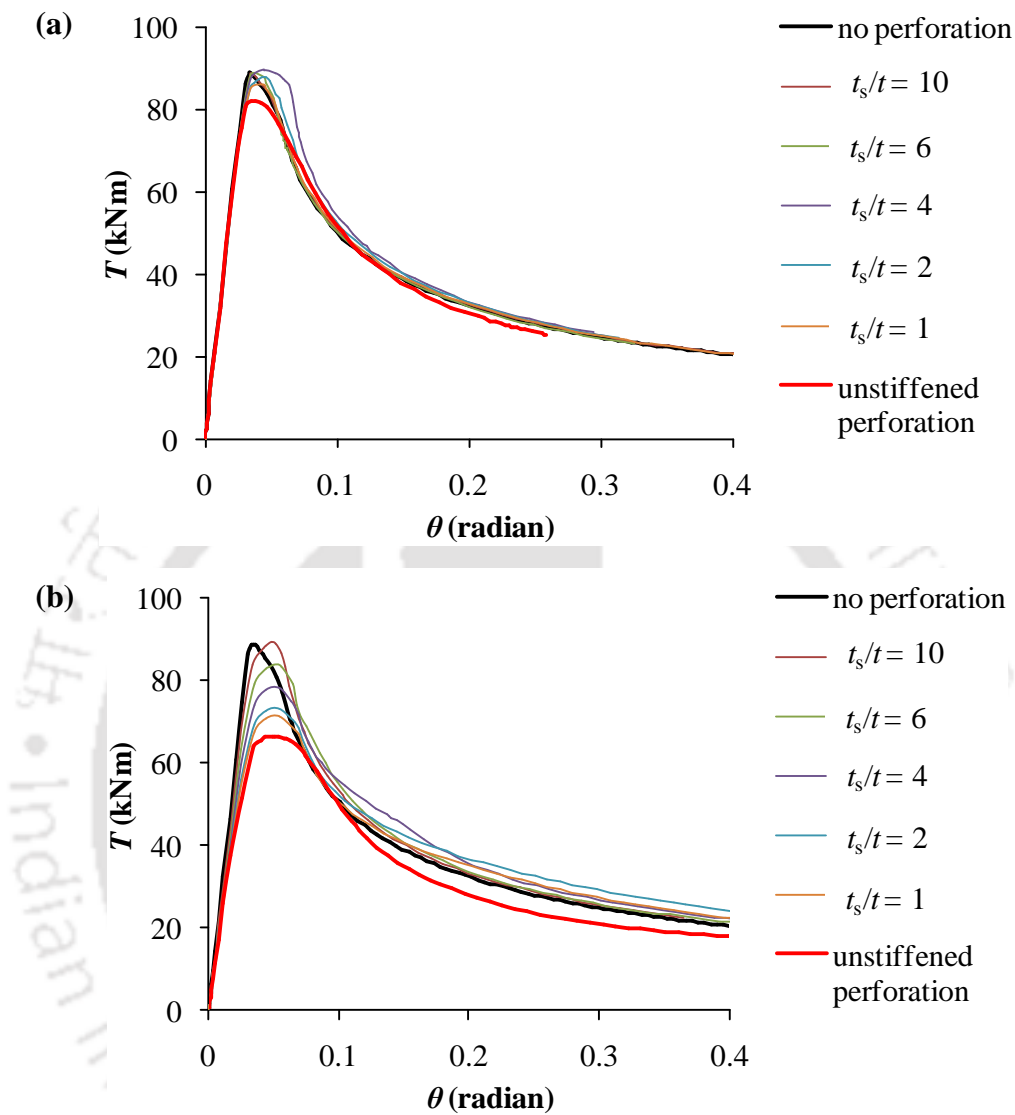 (a)
100
80
60
40
20
0
T (kNm)
0 0.1 0.2 0.3 0.4
θ (radian)
no perforation
tₛ/t = 10
tₛ/t = 6
tₛ/t = 4
tₛ/t = 2
tₛ/t = 1
unstiffened
perforation
(b)
100
80
60
40
20
0
T (kNm)
0 0.1 0.2 0.3 0.4
θ (radian)
no perforation
tₛ/t = 10
tₛ/t = 6
tₛ/t = 4
tₛ/t = 2
tₛ/t = 1
unstiffened
perforation
Indian